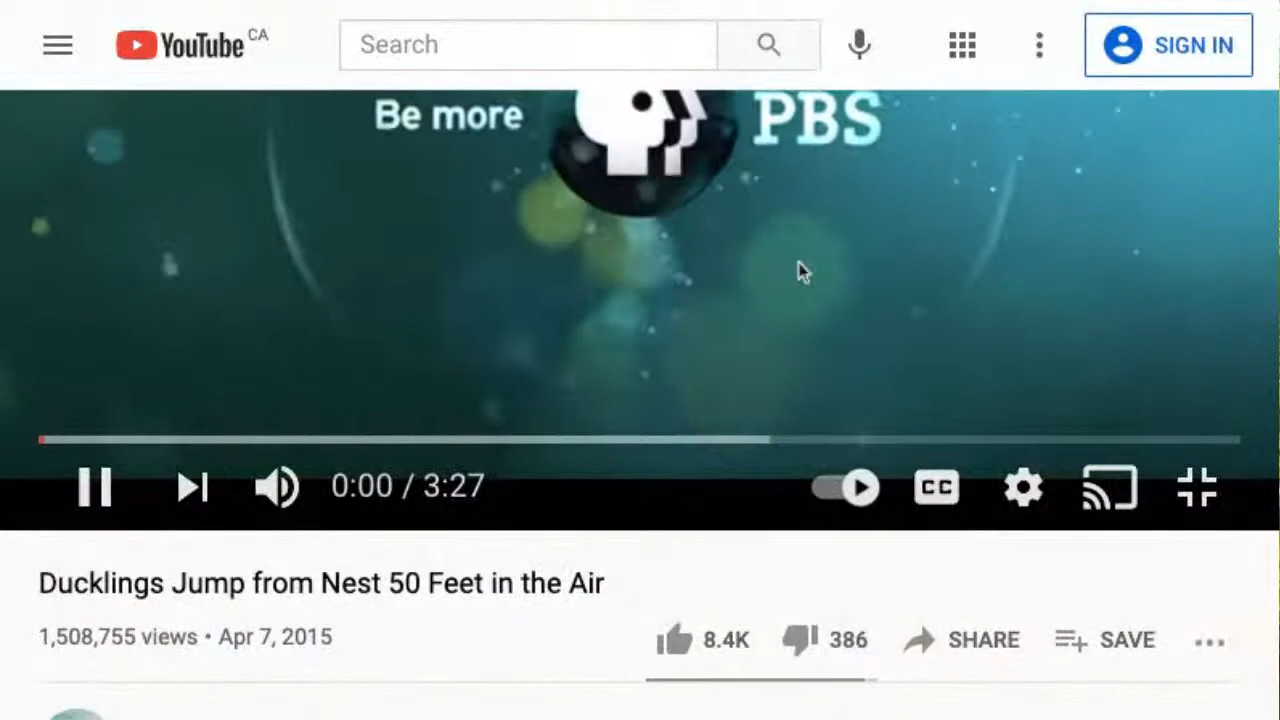 YouTube CA
Search
SIGN IN
Be more PBS
0:00 / 3:27
CC
Ducklings Jump from Nest 50 Feet in the Air
1,508,755 views • Apr 7, 2015
8.4K 386 SHARE SAVE